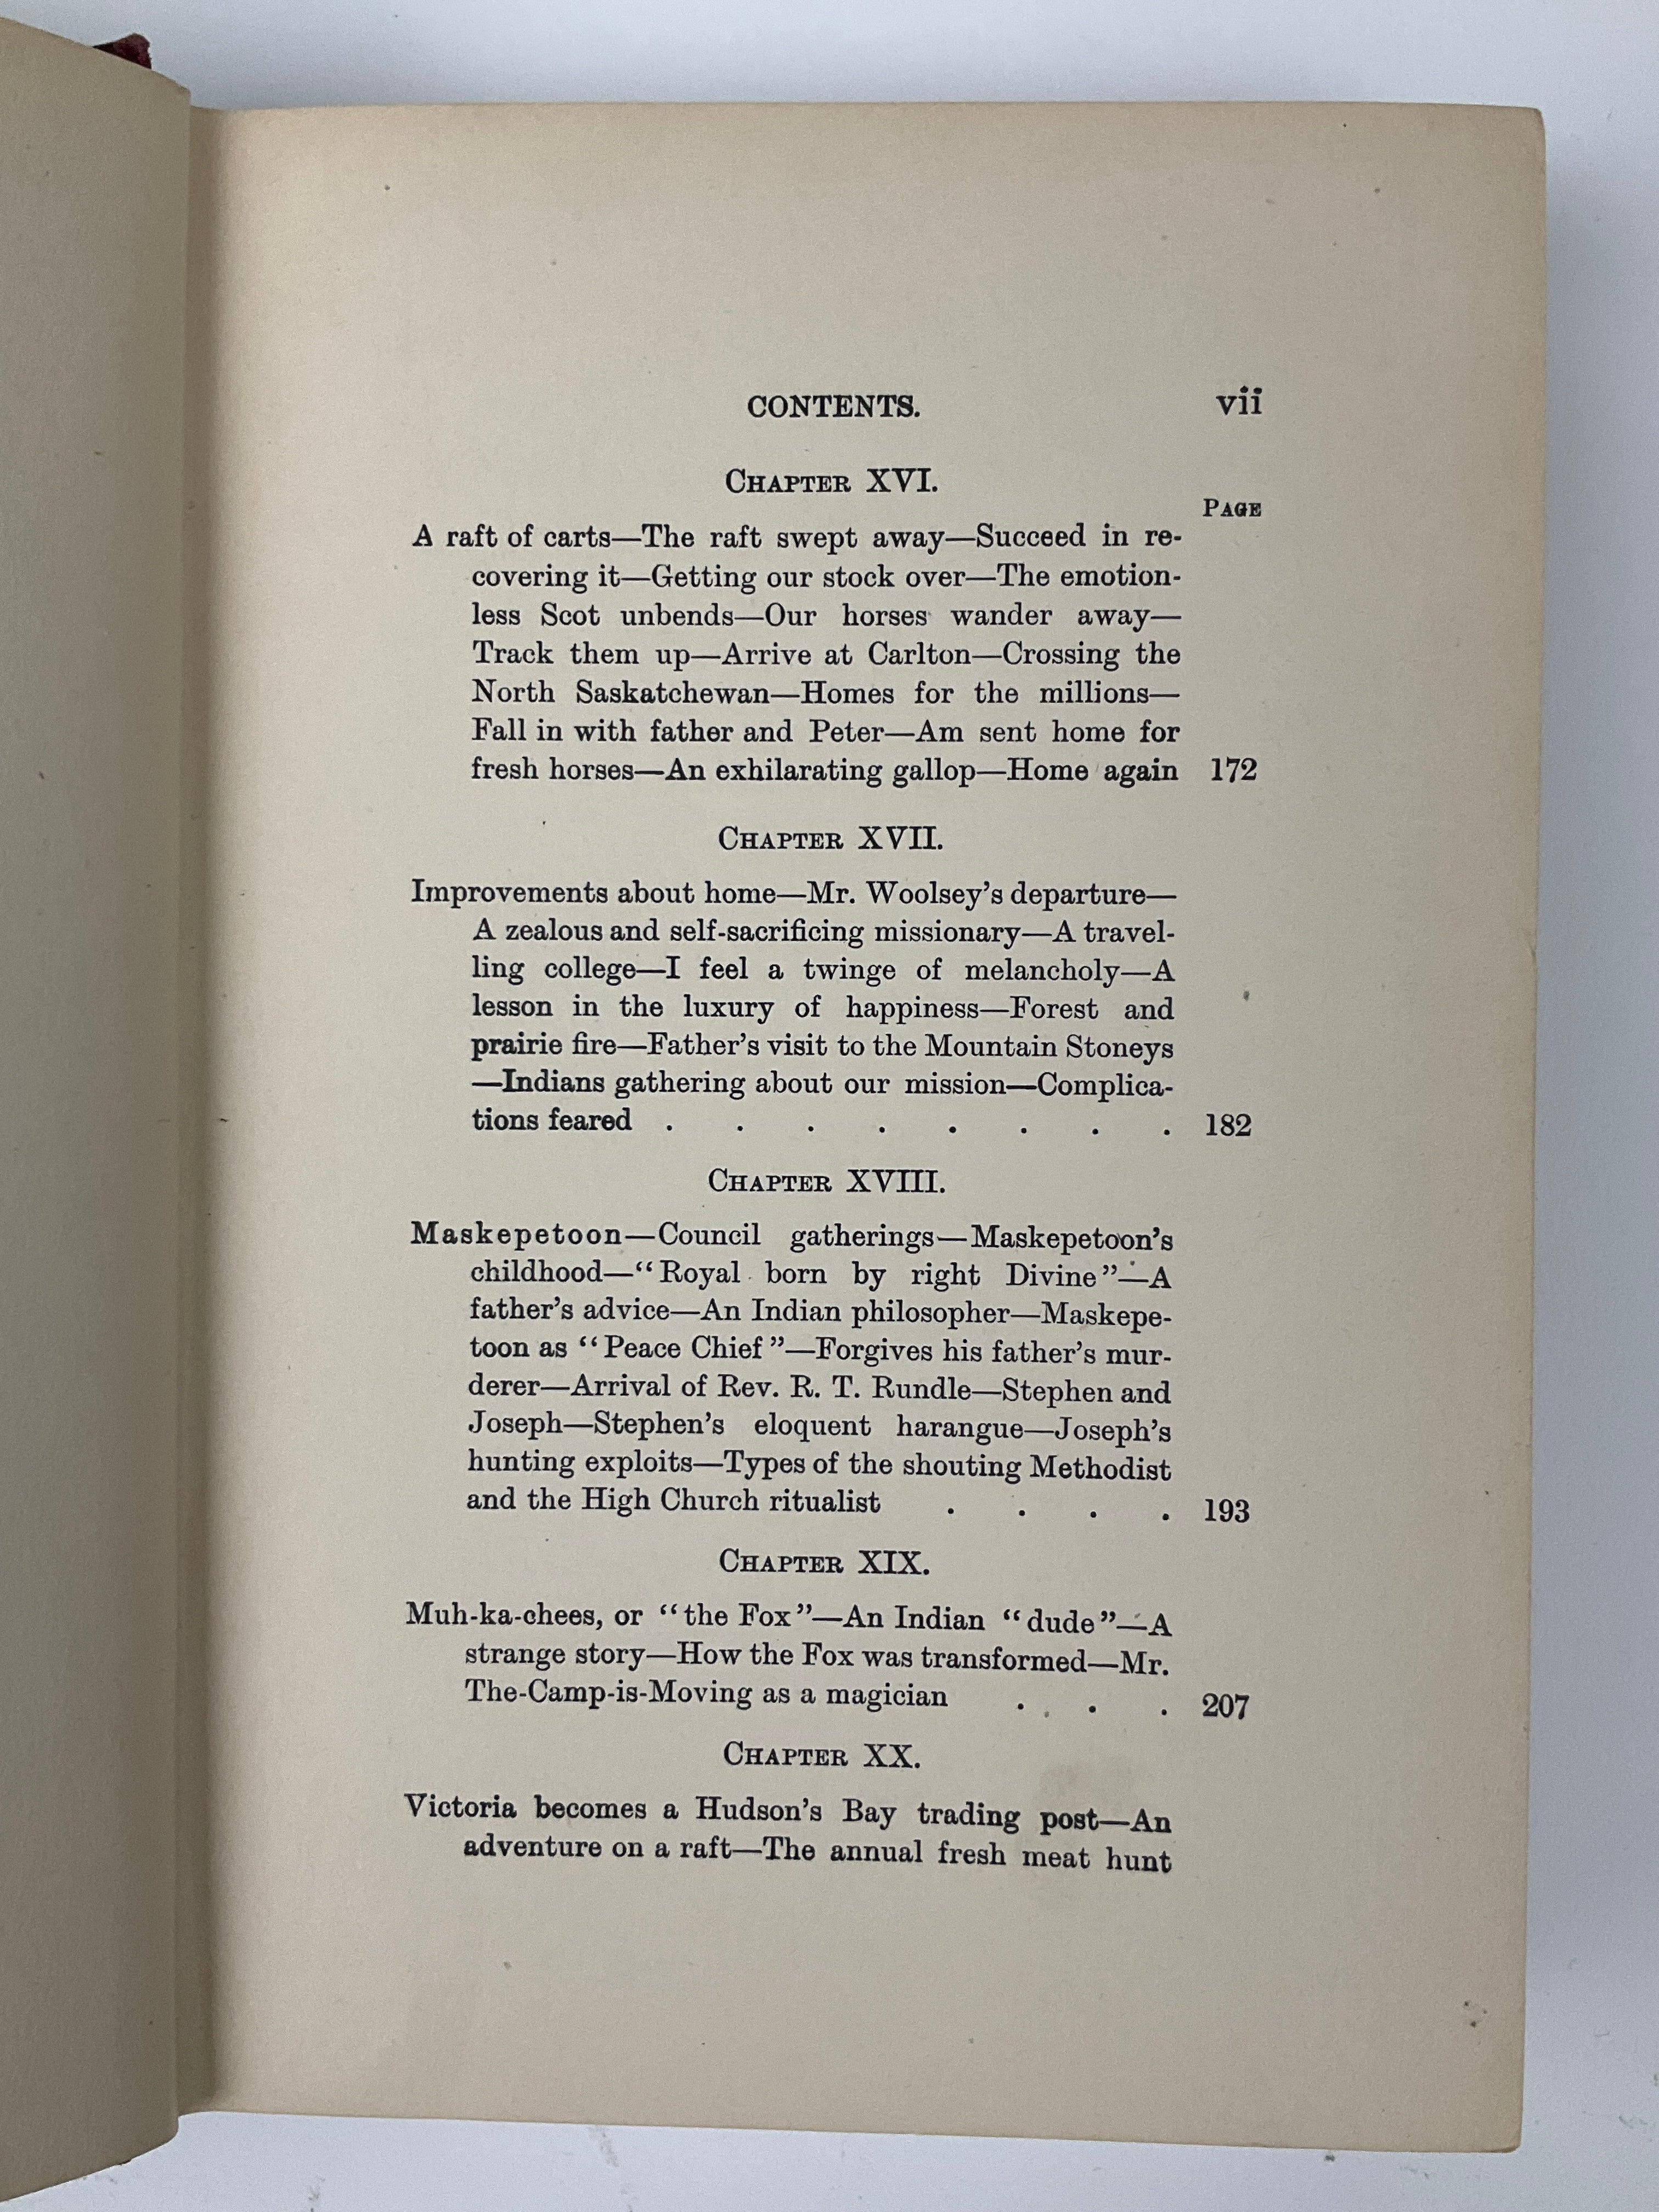 CONTENTS. vii
CHAPTER XVI.
PAGE
A raft of carts—The raft swept away—Succeed in re-
covering it—Getting our stock over—The emotion-
less Scot unbends—Our horses wander away—
Track them up—Arrive at Carlton—Crossing the
North Saskatchewan—Homes for the millions—
Fall in with father and Peter—Am sent home for
fresh horses—An exhilarating gallop—Home again 172
CHAPTER XVII.
Improvements about home—Mr. Woolsey's departure—
A zealous and self-sacrificing missionary—A travel-
ling college—I feel a twinge of melancholy—A
lesson in the luxury of happiness—Forest and
prairie fire—Father's visit to the Mountain Stoneys
—Indians gathering about our mission—Complica-
tions feared . . . . . . . . 182
CHAPTER XVIII.
Maskepetoon—Council gatherings—Maskepetoon's
childhood—“Royal born by right Divine”—A
father's advice—An Indian philosopher—Maskepe-
toon as “Peace Chief”—Forgives his father's mur-
derer—Arrival of Rev. R. T. Rundle—Stephen and
Joseph—Stephen's eloquent harangue—Joseph's
hunting exploits—Types of the shouting Methodist
and the High Church ritualist . . . . 193
CHAPTER XIX.
Muh-ka-chees, or “the Fox”—An Indian “dude”—A
strange story—How the Fox was transformed—Mr.
The-Camp-is-Moving as a magician . . . 207
CHAPTER XX.
Victoria becomes a Hudson's Bay trading post—An
adventure on a raft—The annual fresh meat hunt